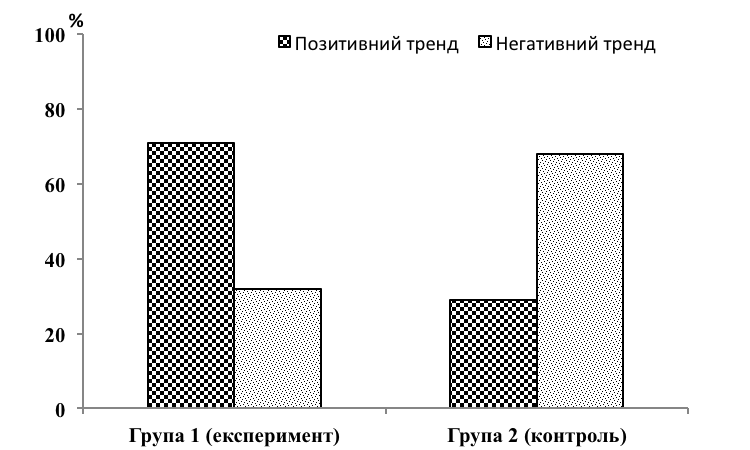 %
Позитивний тренд
Негативний тренд
100
80
60
40
20
0
Група 1 (експеримент)
Група 2 (контроль)